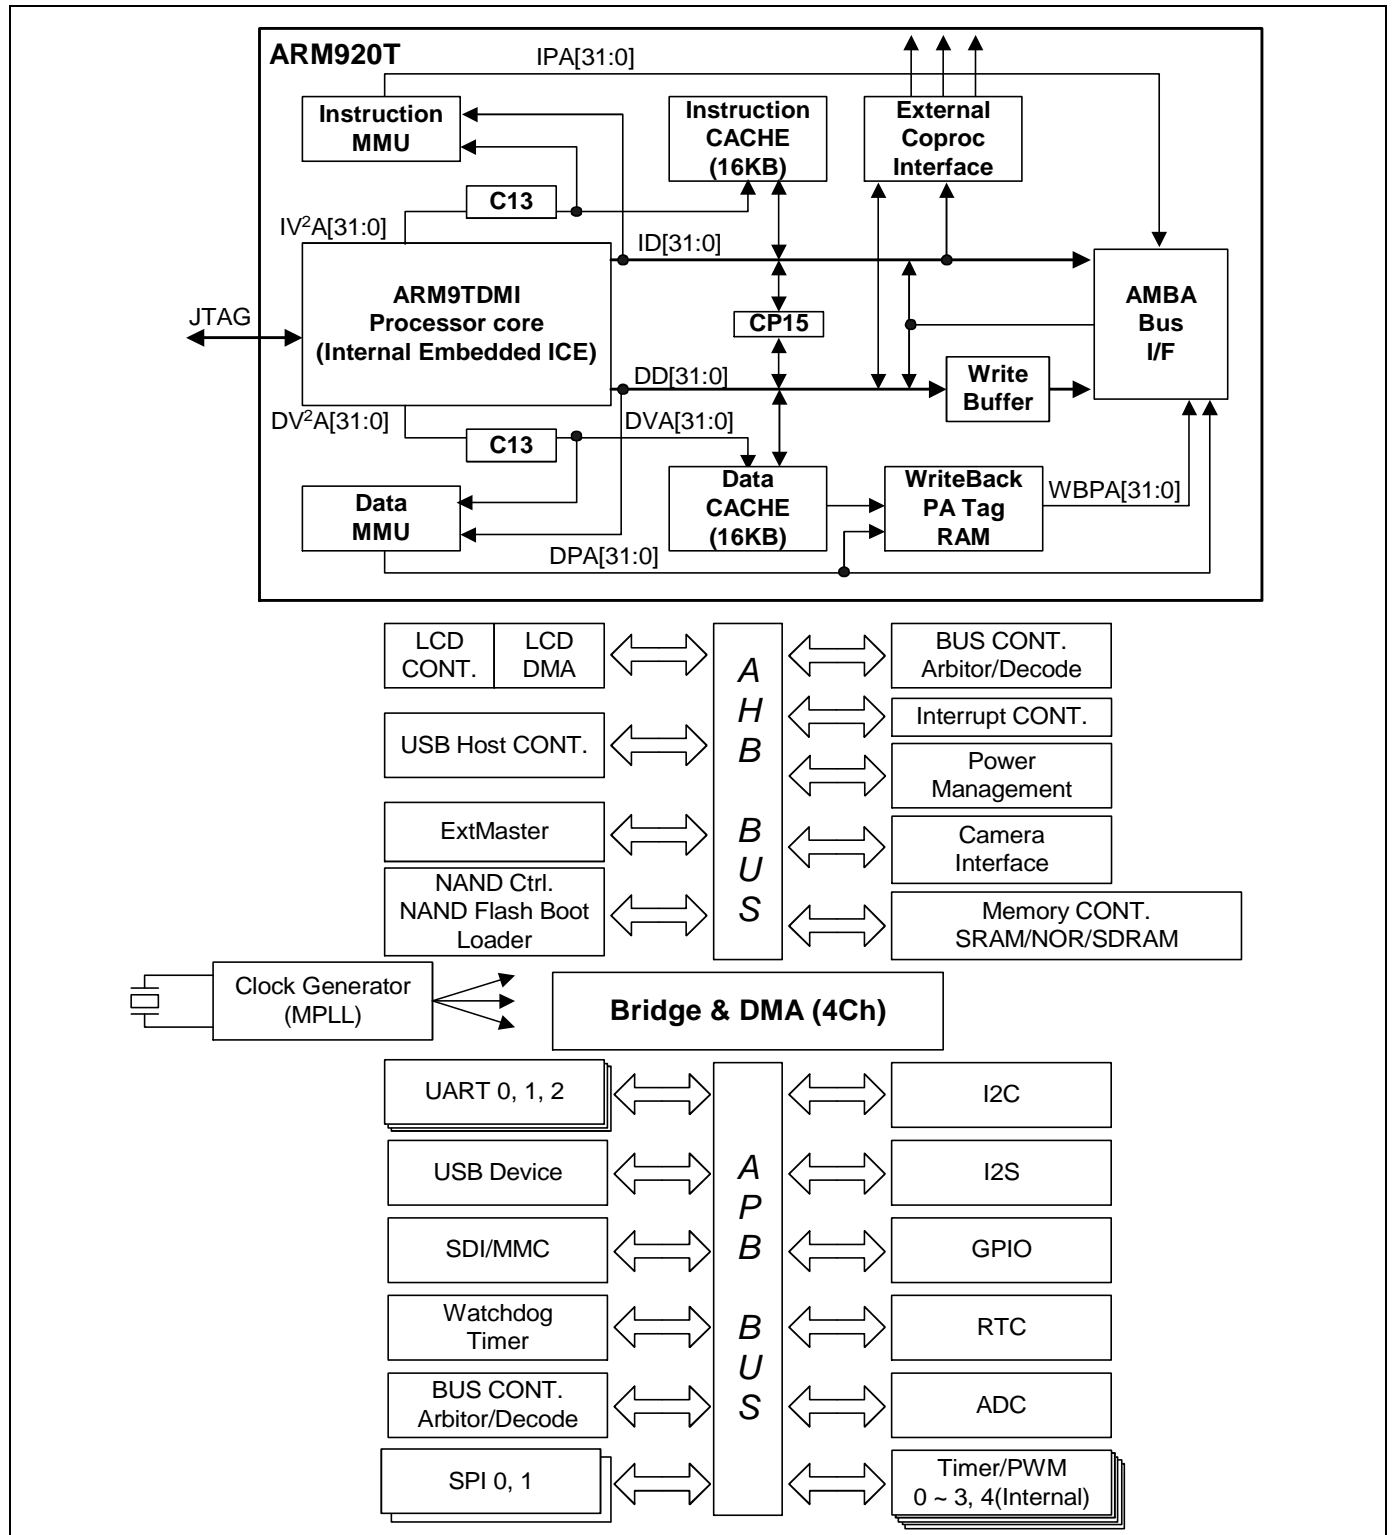 ARM920T
IPA[31:0]
Instruction
MMU
Instruction
CACHE
(16KB)
External
Coproc
Interface
C13
IV²A[31:0]
ID[31:0]
ARM9TDMI
Processor core
(Internal Embedded ICE)
JTAG
CP15
AMBA
Bus
I/F
DD[31:0]
Write
Buffer
DV²A[31:0]
C13
DVA[31:0]
Data
MMU
Data
CACHE
(16KB)
WriteBack
PA Tag
RAM
WBPA[31:0]
DPA[31:0]
LCD
CONT.
LCD
DMA
USB Host CONT.
ExtMaster
NAND Ctrl.
NAND Flash Boot
Loader
A
H
B
B
U
S
BUS CONT.
Arbitor/Decode
Interrupt CONT.
Power
Management
Camera
Interface
Memory CONT.
SRAM/NOR/SDRAM
Clock Generator
(MPLL)
Bridge & DMA (4Ch)
UART 0, 1, 2
USB Device
SDI/MMC
Watchdog
Timer
BUS CONT.
Arbitor/Decode
SPI 0, 1
A
P
B
B
U
S
I2C
I2S
GPIO
RTC
ADC
Timer/PWM
0 ~ 3, 4(Internal)